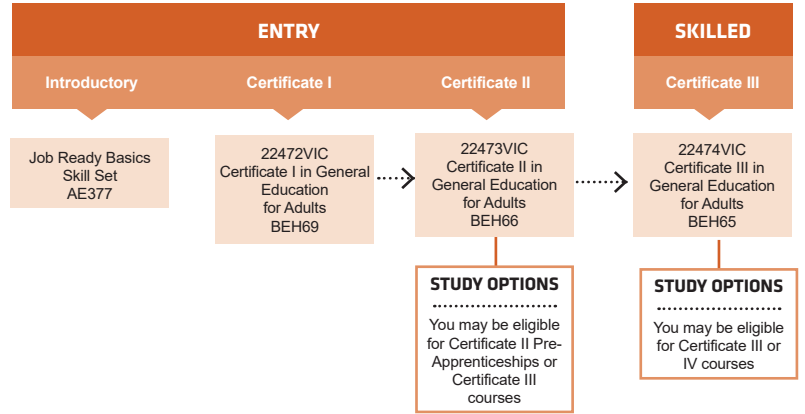 ENTRY
SKILLED
Introductory
Certificate I
Certificate II
Certificate III
Job Ready Basics
Skill Set
AE377
22472VIC
Certificate I in General
Education
for Adults
BEH69
22473VIC
Certificate II in
General Education
for Adults
BEH66
22474VIC
Certificate III in
General Education
for Adults
BEH65
STUDY OPTIONS
You may be eligible
for Certificate II Pre-
Apprenticeships or
Certificate III
courses
STUDY OPTIONS
You may be eligible
for Certificate III or
IV courses